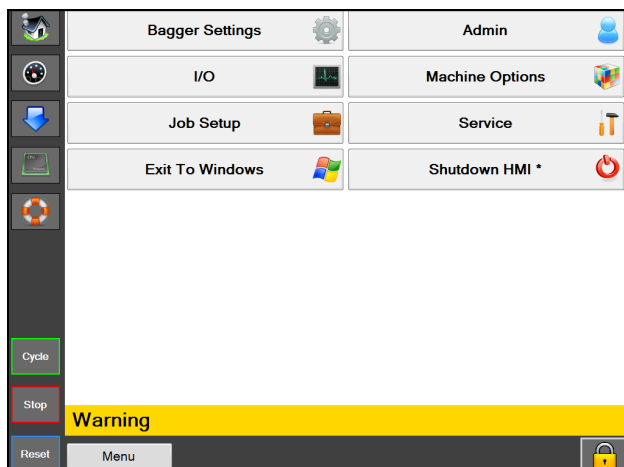 Bagger Settings
Admin
I/O
Machine Options
Job Setup
Service
Exit To Windows
Shutdown HMI *
Cycle
Stop
Warning
Reset
Menu